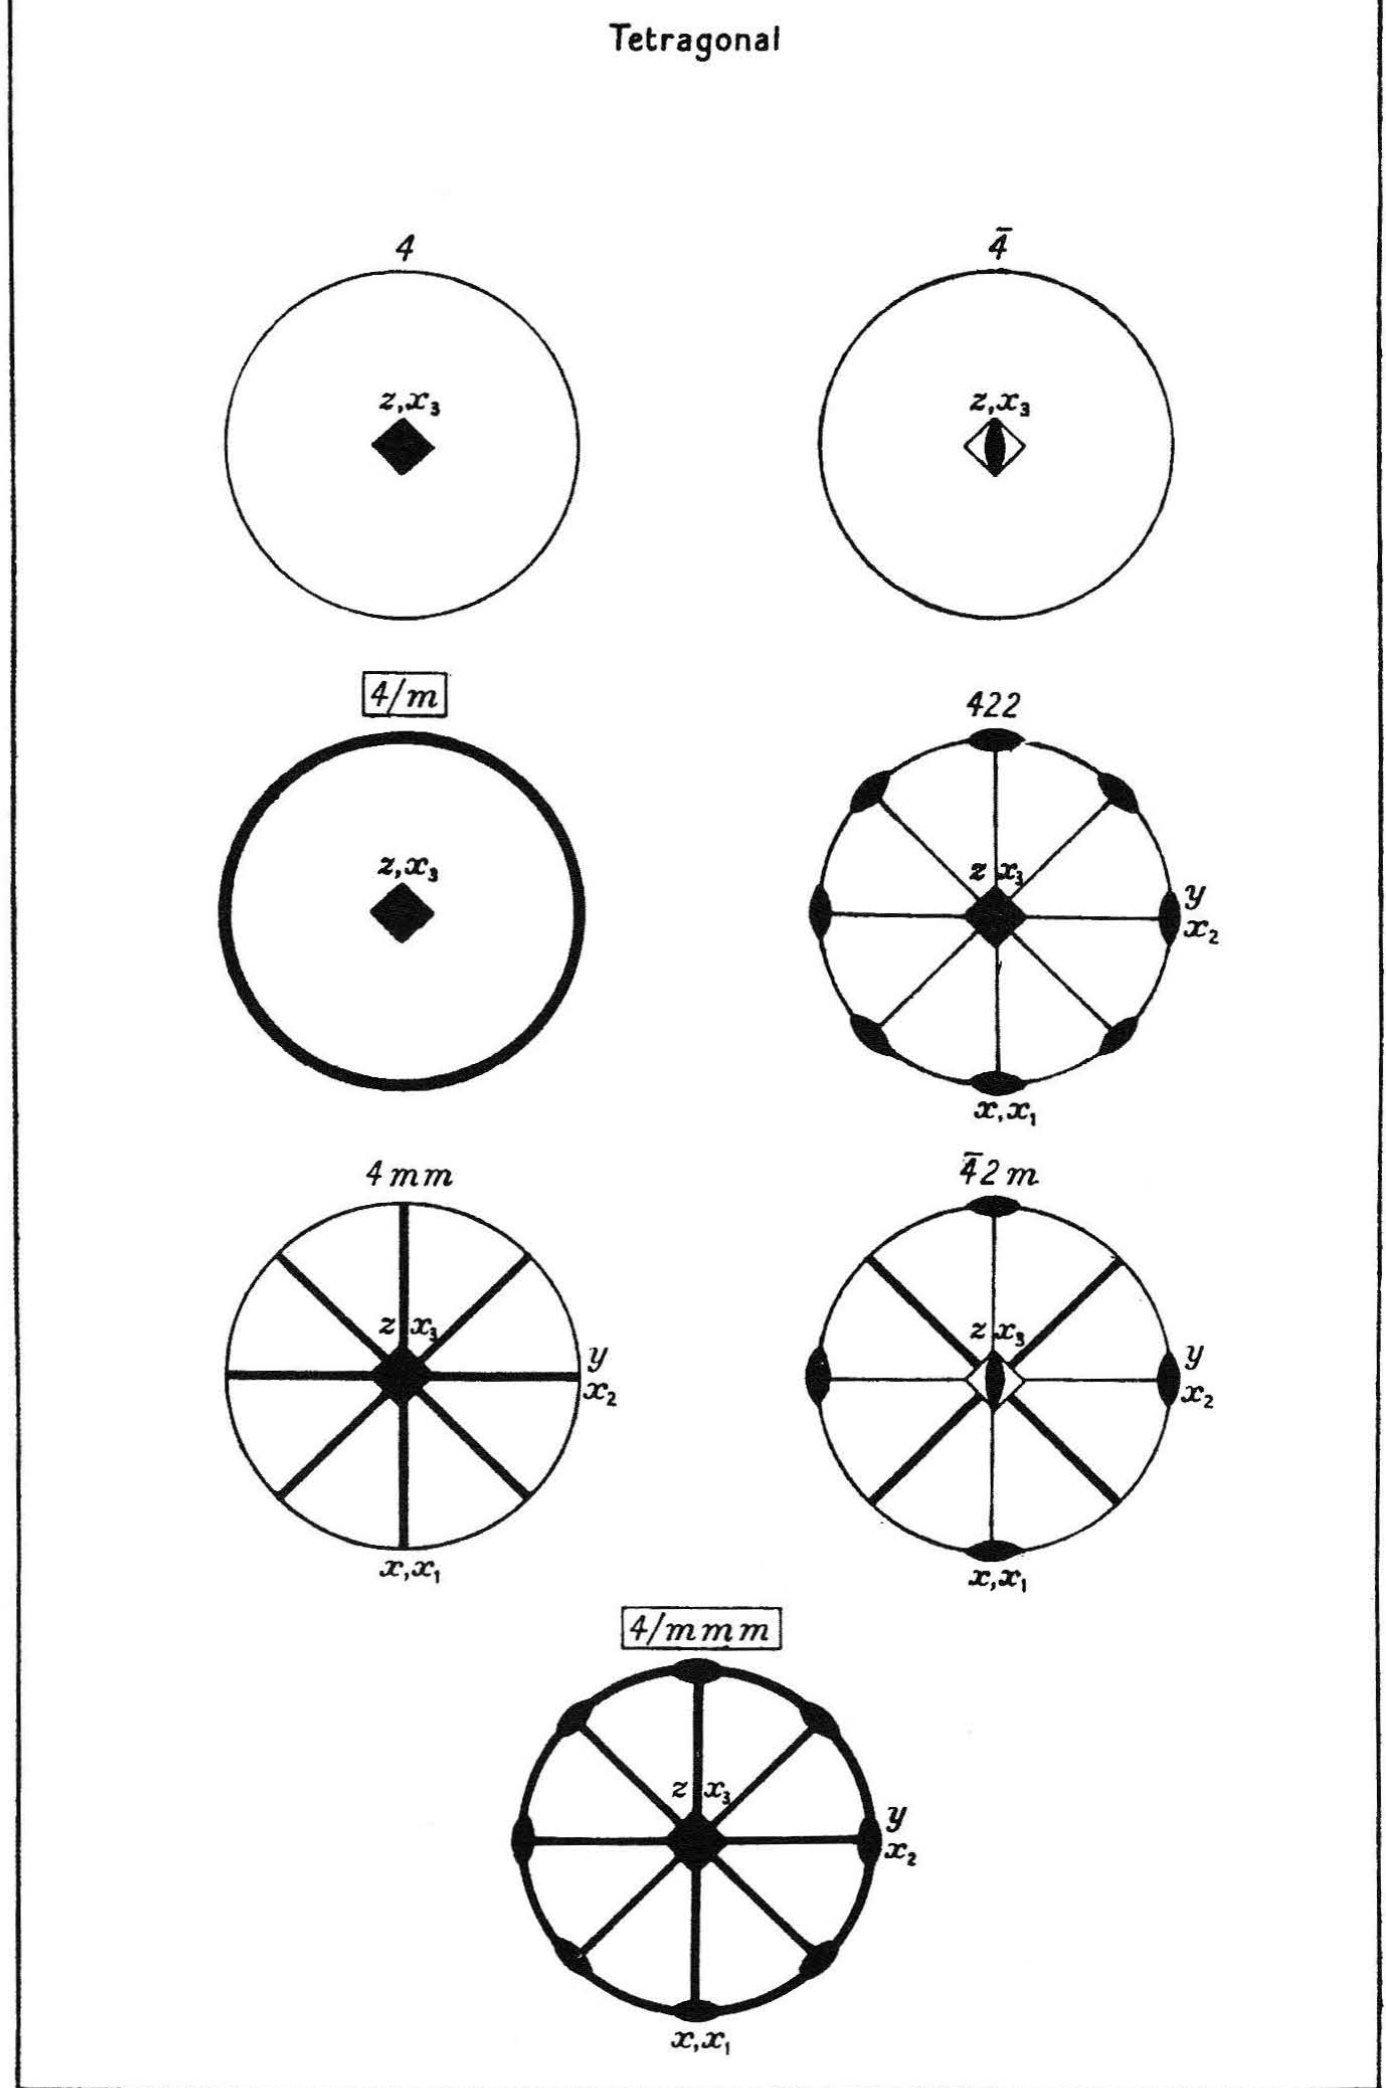 Tetragonal
4
4̄
z,x₃
z,x₃
4/m
422
z,x₃
z x₃
y
x₂
x,x₁
4mm
4̄2m
z x₃
z x₃
y
x₂
y
x₂
x,x₁
x,x₁
4/mmm
z x₃
y
x₂
x,x₁